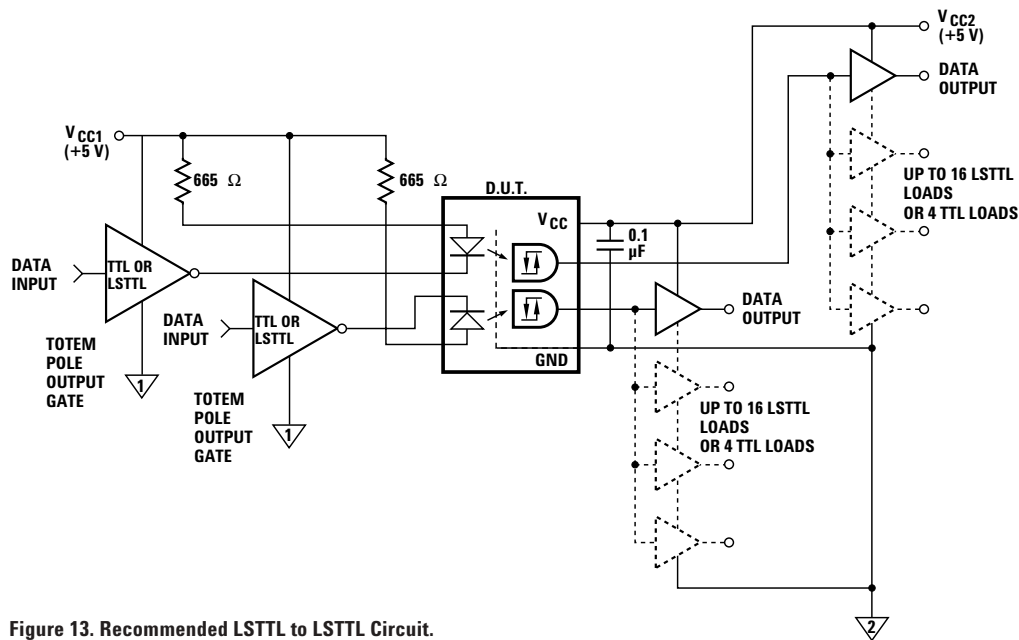 V CC2
(+5 V)
DATA
OUTPUT
V CC1
(+5 V)
665 Ω
665 Ω
D.U.T.
UP TO 16 LSTTL
LOADS
OR 4 TTL LOADS
V CC
0.1
µF
DATA
INPUT
TTL OR
LSTTL
DATA
INPUT
TTL OR
LSTTL
DATA
OUTPUT
GND
TOTEM
POLE
OUTPUT
GATE
1
TOTEM
POLE
OUTPUT
GATE
1
UP TO 16 LSTTL
LOADS
OR 4 TTL LOADS
2
Figure 13. Recommended LSTTL to LSTTL Circuit.